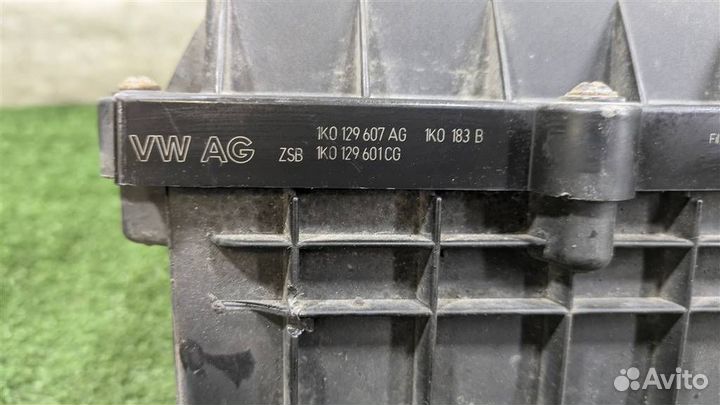 VW AG
1K0 129 607 AG 1K0 183 B
ZSB 1K0 129 601 CG
Avito